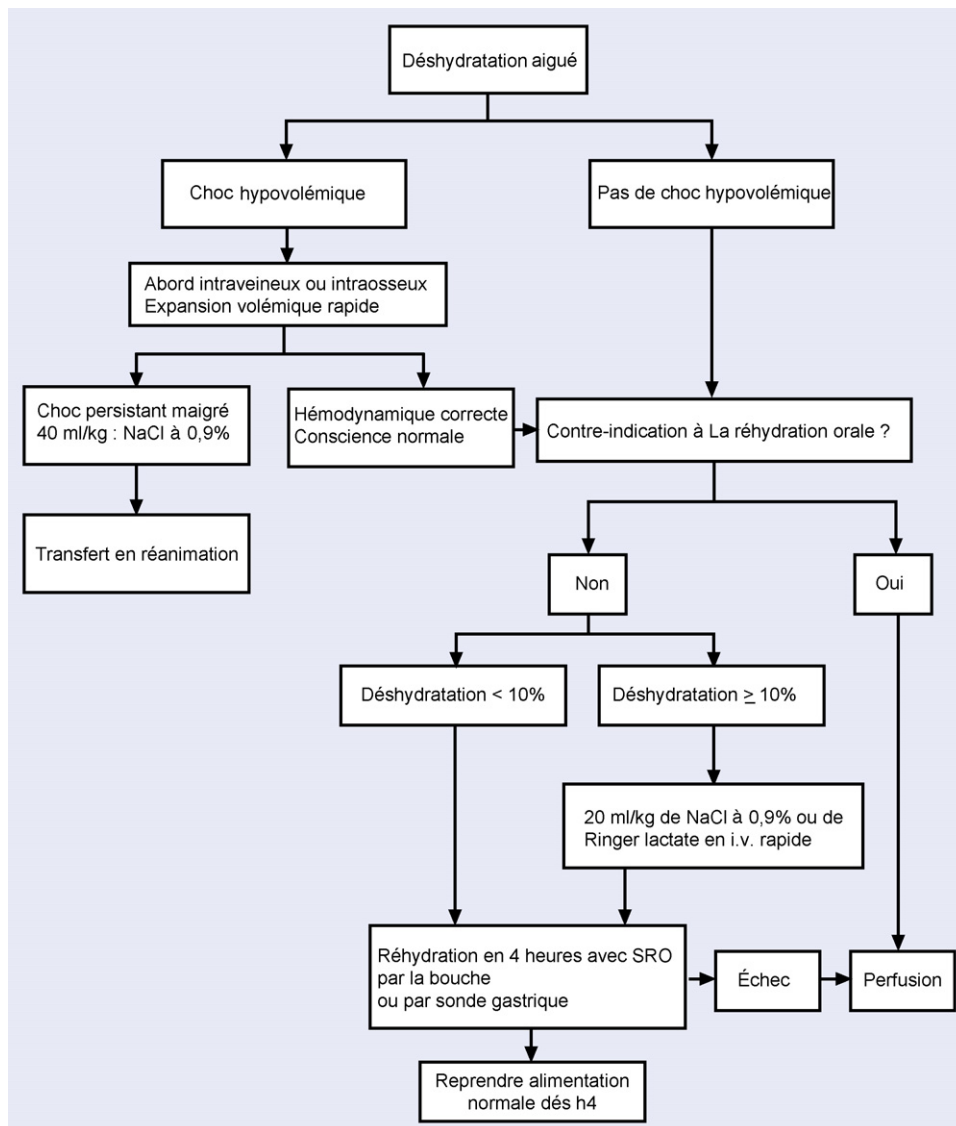 Déshydratation aigué
Choc hypovolémique
Pas de choc hypovolémique
Abord intraveineux ou intraosseux
Expansion volémique rapide
Choc persistant maigré
40 ml/kg : NaCl à 0,9%
Hémodynamique correcte
Conscience normale
Contre-indication à La réhydration orale ?
Transfert en réanimation
Non
Oui
Déshydratation < 10%
Déshydratation ≥ 10%
20 ml/kg de NaCl à 0,9% ou de
Ringer lactate en i.v. rapide
Réhydration en 4 heures avec SRO
par la bouche
ou par sonde gastrique
Échec
Perfusion
Reprendre alimentation
normale dés h4